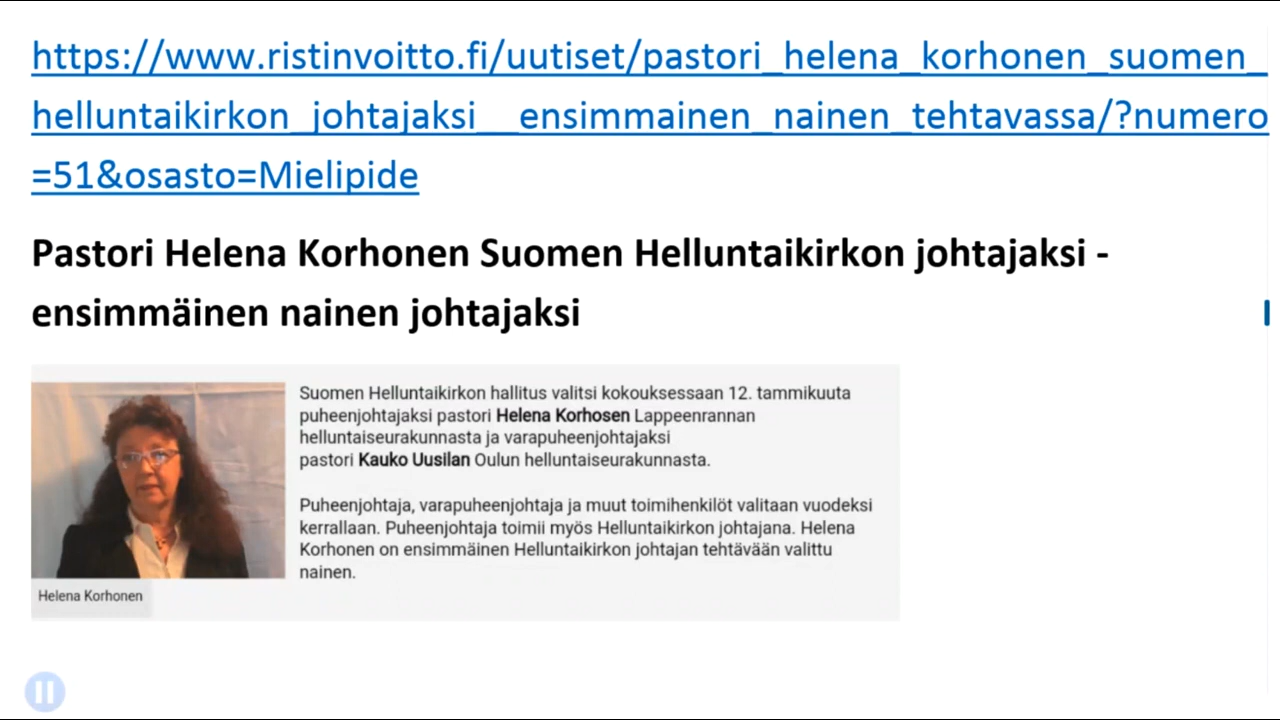 https://www.ristinvoitto.fi/uutiset/pastori_helena_korhonen_suomen_
helluntaikirkon_johtajaksi__ensimmainen_nainen_tehtavassa/?numero
=51&osasto=Mielipide
Pastori Helena Korhonen Suomen Helluntaikirkon johtajaksi -
ensimmäinen nainen johtajaksi
Suomen Helluntaikirkon hallitus valitsi kokouksessaan 12. tammikuuta
puheenjohtajaksi pastori Helena Korhosen Lappeenrannan
helluntaiseurakunnasta ja varapuheenjohtajaksi
pastori Kauko Uusilan Oulun helluntaiseurakunnasta.
Puheenjohtaja, varapuheenjohtaja ja muut toimihenkilöt valitaan vuodeksi
kerrallaan. Puheenjohtaja toimii myös Helluntaikirkon johtajana. Helena
Korhonen on ensimmäinen Helluntaikirkon johtajan tehtävään valittu
nainen.
Helena Korhonen